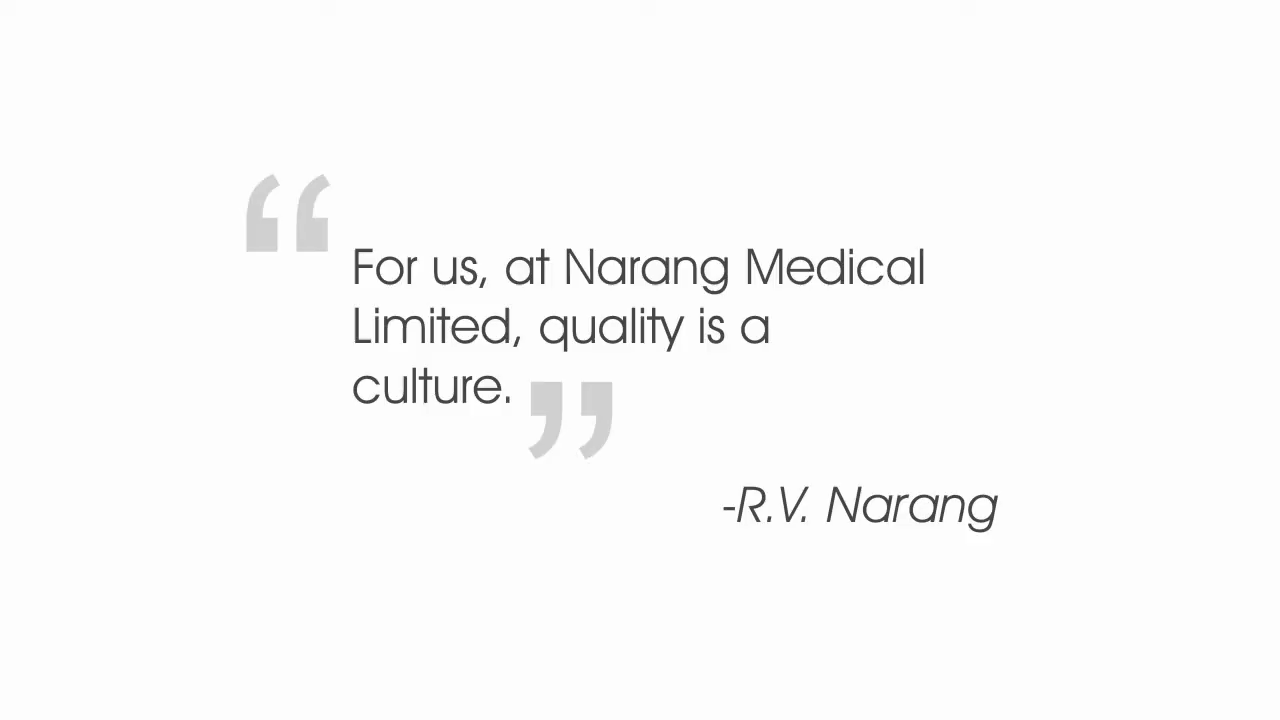 “For us, at Narang Medical
Limited, quality is a
culture.”
-R.V. Narang